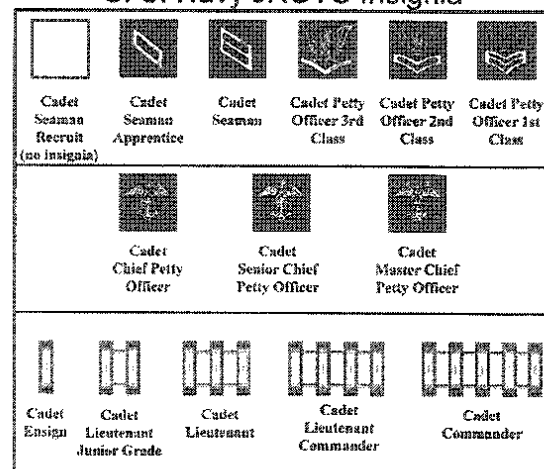 Insignia
Cadet
Seaman
Recruit
(no insignia)
Cadet
Seaman
Apprentice
Cadet
Seaman
Cadet Petty
Officer 3rd
Class
Cadet Petty
Officer 2nd
Class
Cadet Petty
Officer 1st
Class
Cadet
Chief Petty
Officer
Cadet
Senior Chief
Petty Officer
Cadet
Master Chief
Petty Officer
Cadet
Ensign
Cadet
Lieutenant
Junior Grade
Cadet
Lieutenant
Cadet
Lieutenant
Commander
Cadet
Commander